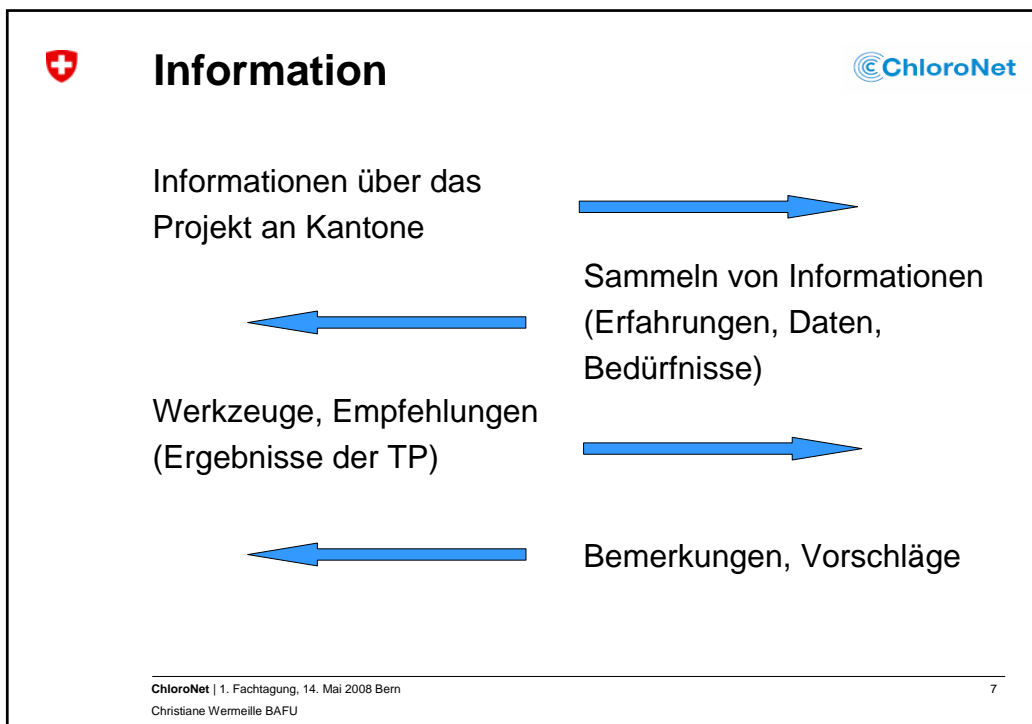 Information
ChloroNet
Informationen über das
Projekt an Kantone
Sammeln von Informationen
(Erfahrungen, Daten,
Bedürfnisse)
Werkzeuge, Empfehlungen
(Ergebnisse der TP)
Bemerkungen, Vorschläge
ChloroNet | 1. Fachtagung, 14. Mai 2008 Bern 7
Christiane Wermeille BAFU